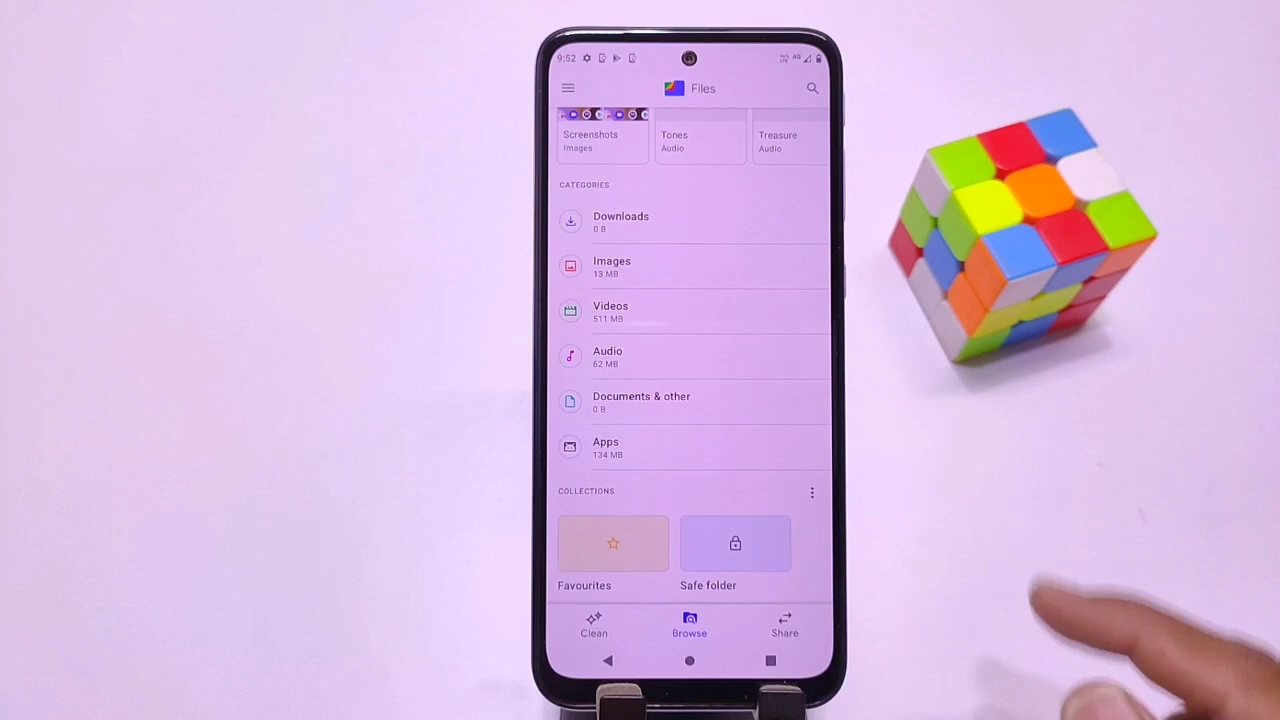 9:52
4G
Files
Screenshots
Images
Tones
Audio
Treasure
Audio
CATEGORIES
Downloads
0 B
Images
13 MB
Videos
511 MB
Audio
62 MB
Documents & other
0 B
Apps
134 MB
COLLECTIONS
Favourites
Safe folder
Clean
Browse
Share